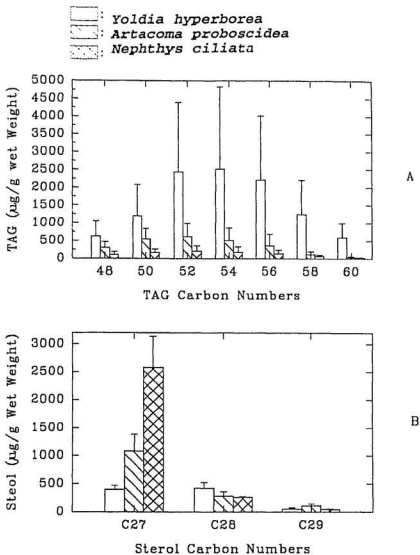 : Yoldia hyperborea
: Artacoma proboscidea
: Nephthys ciliata
5000
4500
4000
3500
3000
2500
2000
1500
1000
500
0
TAG (µg/g wet Weight)
48 50 52 54 56 58 60
TAG Carbon Numbers
A
3000
2500
2000
1500
1000
500
0
Steol (µg/g Wet Weight)
C27 C28 C29
Sterol Carbon Numbers
B